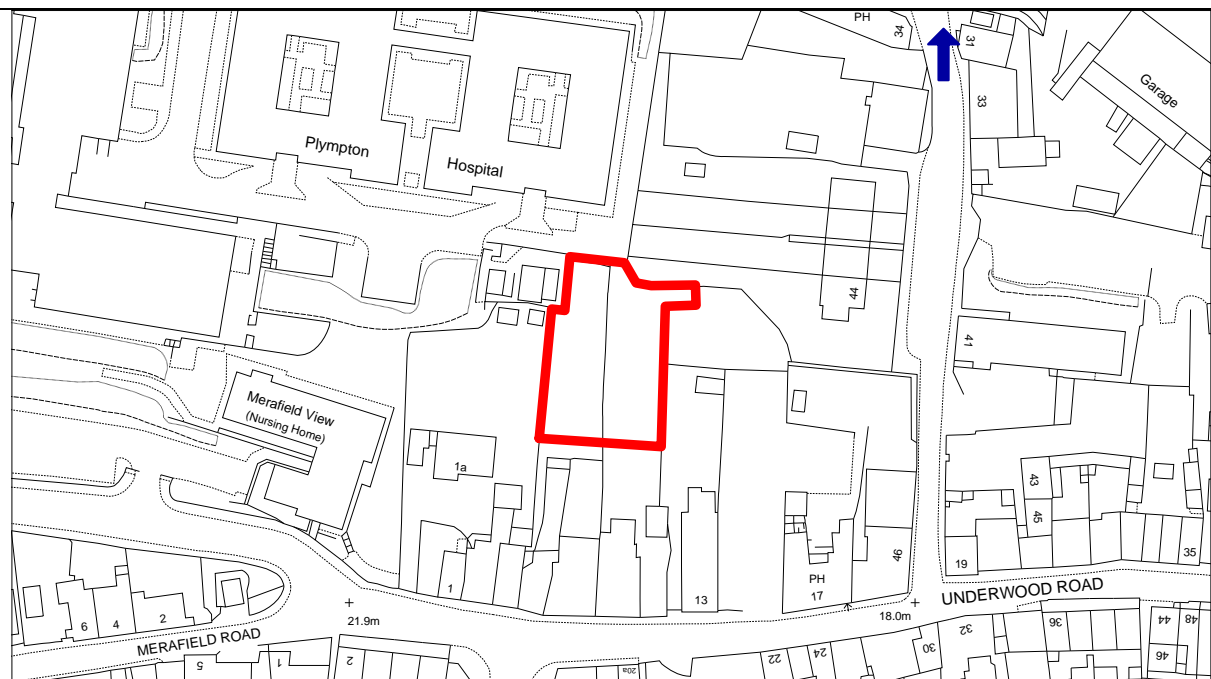 PH
34
31
33
Garage
Plympton
Hospital
44
41
Merafield View
(Nursing Home)
1a
43
45
1
13
PH
17
46
19
35
UNDERWOOD ROAD
21.9m
18.0m
6
4
2
MERAFIELD ROAD
5
1
2
20a
22
24
30
32
36
44
48
46